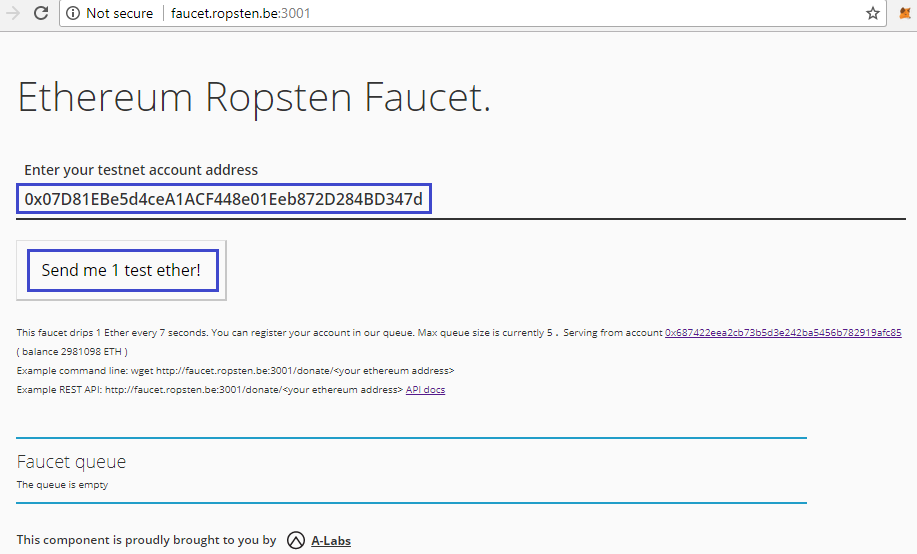 Not secure faucet.ropsten.be:3001
Ethereum Ropsten Faucet.
Enter your testnet account address
0x07D81EBe5d4ceA1ACF448e01Eeb872D284BD347d
Send me 1 test ether!
This faucet drips 1 Ether every 7 seconds. You can register your account in our queue. Max queue size is currently 5 . Serving from account 0x687422eea2cb73b5d3e242ba5456b782919afc85
( balance 2981098 ETH )
Example command line: wget http://faucet.ropsten.be:3001/donate/<your ethereum address>
Example REST API: http://faucet.ropsten.be:3001/donate/<your ethereum address> API docs
Faucet queue
The queue is empty
This component is proudly brought to you by A-Labs